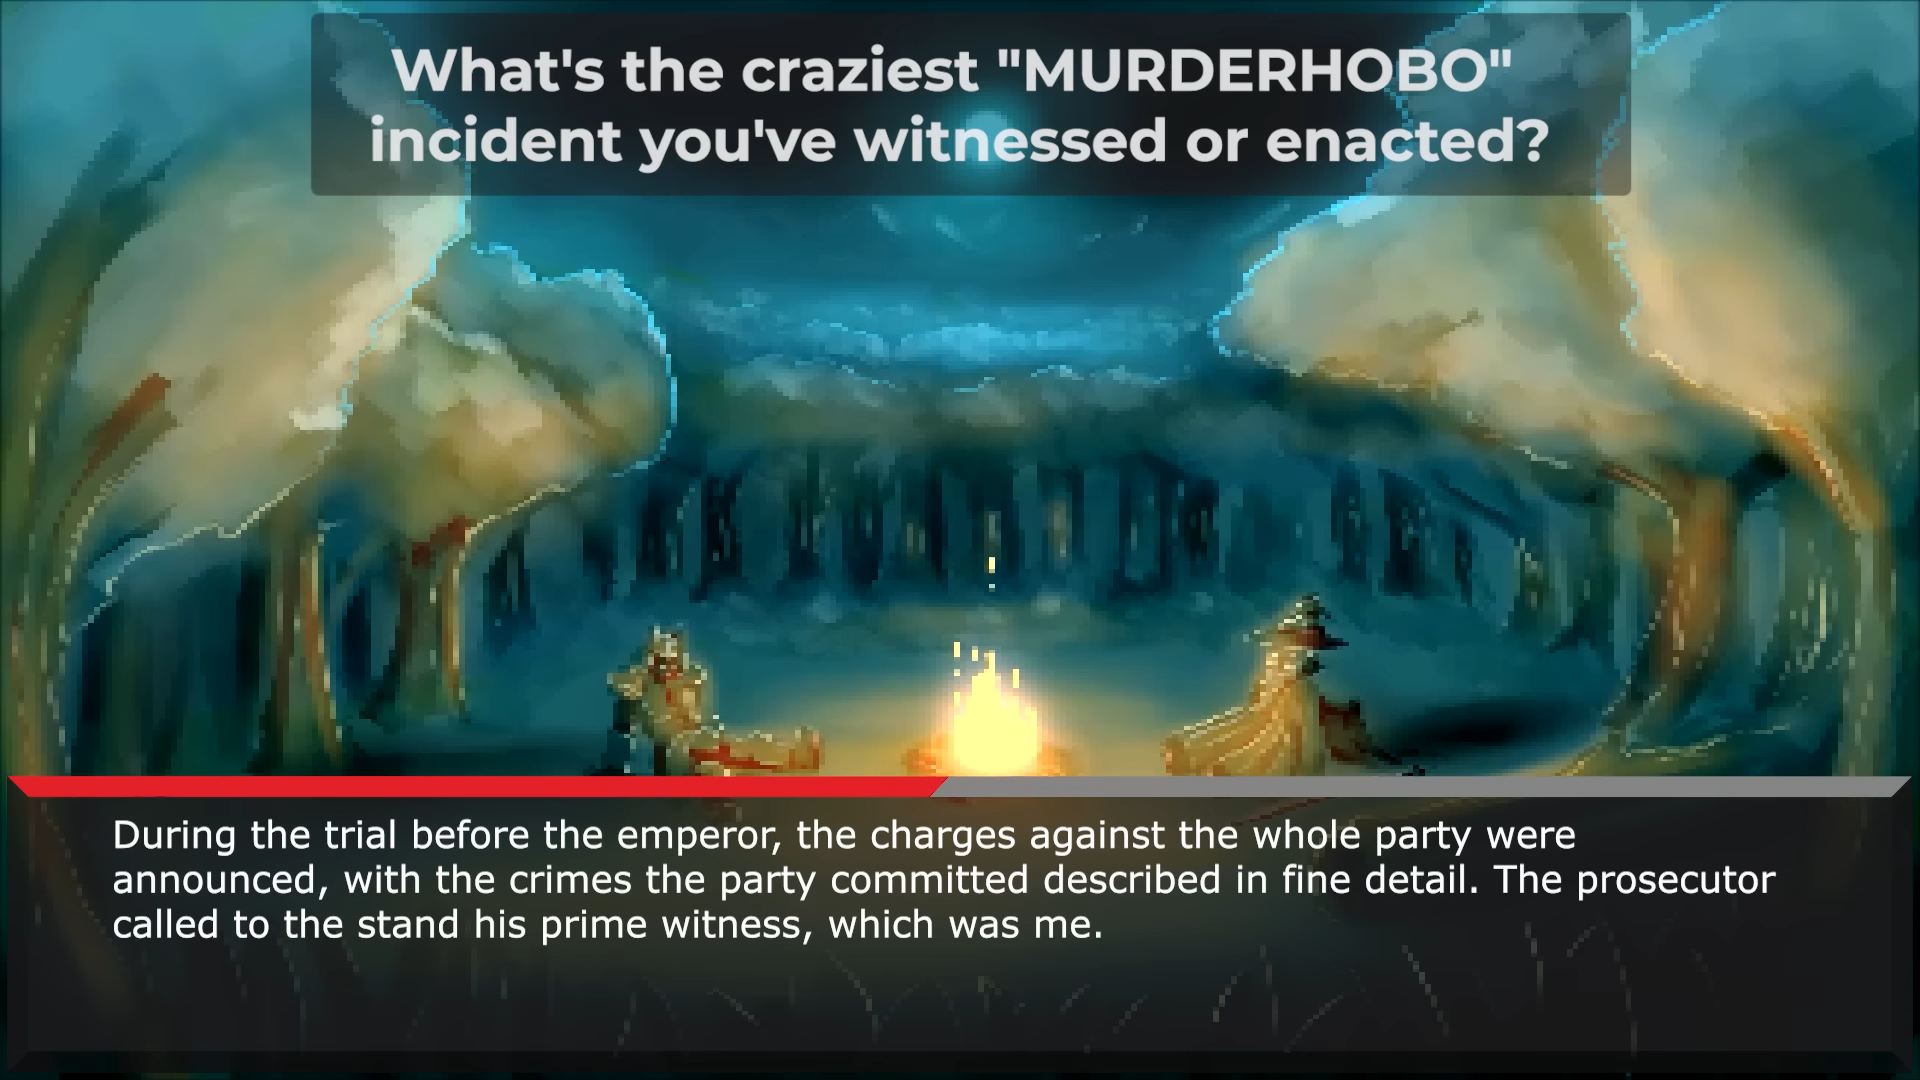 What's the craziest "MURDERHOBO"
incident you've witnessed or enacted?
During the trial before the emperor, the charges against the whole party were
announced, with the crimes the party committed described in fine detail. The prosecutor
called to the stand his prime witness, which was me.